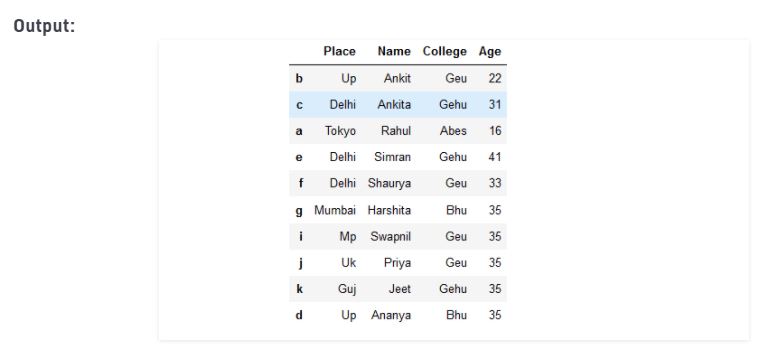 Output:
Place Name College Age
b Up Ankit Geu 22
c Delhi Ankita Gehu 31
a Tokyo Rahul Abes 16
e Delhi Simran Gehu 41
f Delhi Shaurya Geu 33
g Mumbai Harshita Bhu 35
i Mp Swapnil Geu 35
j Uk Priya Geu 35
k Guj Jeet Gehu 35
d Up Ananya Bhu 35